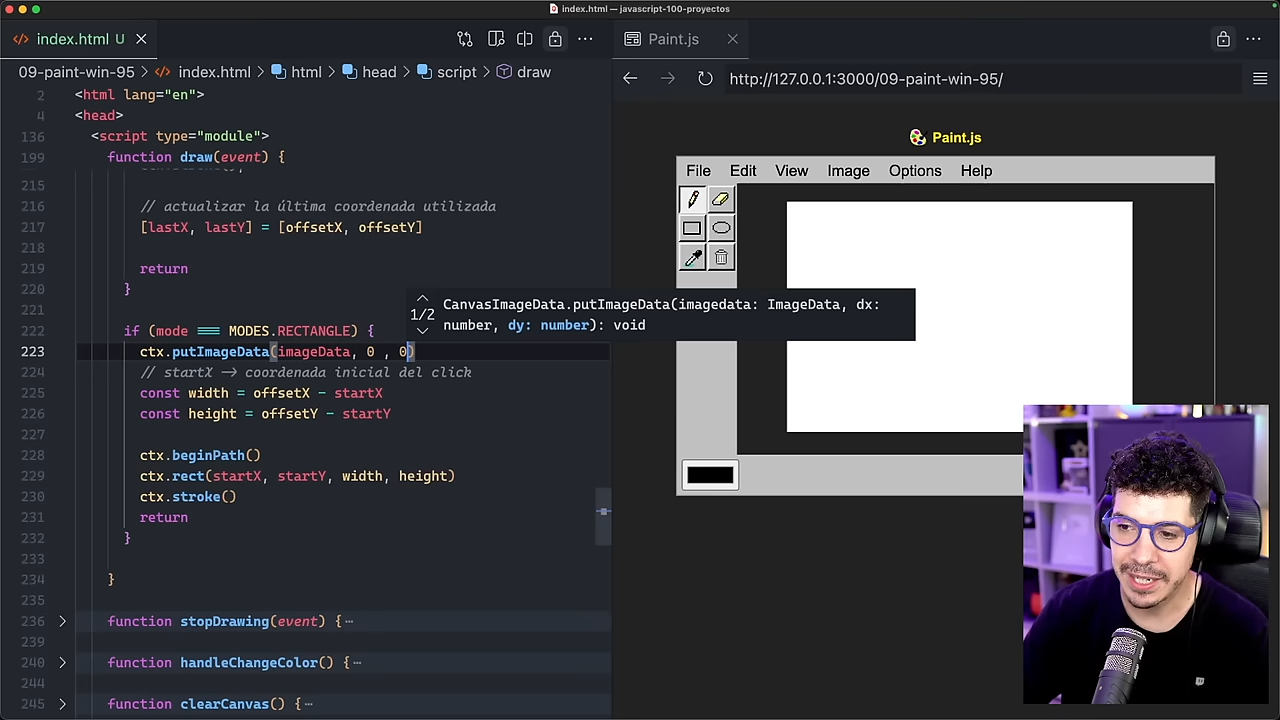 index.html — javascript-100-proyectos
index.html U
Paint.js
09-paint-win-95 > index.html > html > head > script > draw
http://127.0.0.1:3000/09-paint-win-95/
2 <html lang="en">
4 <head>
136 <script type="module">
199 function draw(event) {
215
216 // actualizar la última coordenada utilizada
217 [lastX, lastY] = [offsetX, offsetY]
218
219 return
220 }
221
222 if (mode === MODES.RECTANGLE) {
223 ctx.putImageData(imageData, 0 , 0)
224 // startX -> coordenada inicial del click
225 const width = offsetX - startX
226 const height = offsetY - startY
227
228 ctx.beginPath()
229 ctx.rect(startX, startY, width, height)
230 ctx.stroke()
231 return
232 }
233
234 }
235
236 function stopDrawing(event) {…
239
240 function handleChangeColor() {…
244
245 function clearCanvas() {…
1/2
CanvasImageData.putImageData(imagedata: ImageData, dx:
number, dy: number): void
Paint.js
File Edit View Image Options Help